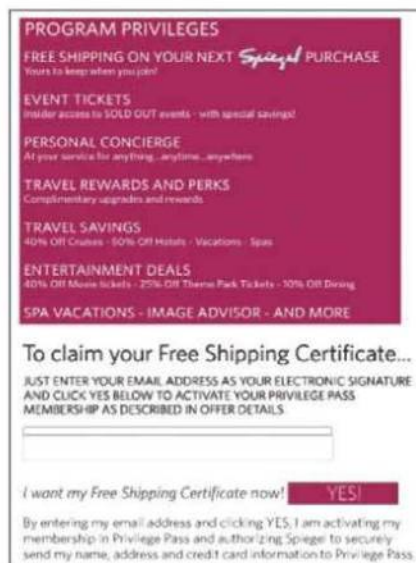 PROGRAM PRIVILEGES
FREE SHIPPING ON YOUR NEXT Spiegel PURCHASE
Yours to keep when you join!
EVENT TICKETS
Insider access to SOLD OUT events - with special savings!
PERSONAL CONCIERGE
At your service for anything...anytime...anywhere
TRAVEL REWARDS AND PERKS
Complimentary upgrades and rewards
TRAVEL SAVINGS
40% Off Cruises - 50% Off Hotels - Vacations - Spas
ENTERTAINMENT DEALS
40% Off Movie tickets - 25% Off Theme Park Tickets - 10% Off Dining
SPA VACATIONS - IMAGE ADVISOR - AND MORE
To claim your Free Shipping Certificate...
JUST ENTER YOUR EMAIL ADDRESS AS YOUR ELECTRONIC SIGNATURE
AND CLICK YES BELOW TO ACTIVATE YOUR PRIVILEGE PASS
MEMBERSHIP AS DESCRIBED IN OFFER DETAILS
I want my Free Shipping Certificate now! YES!
By entering my email address and clicking YES, I am activating my
membership in Privilege Pass and authorizing Spiegel to securely
send my name, address and credit card information to Privilege Pass